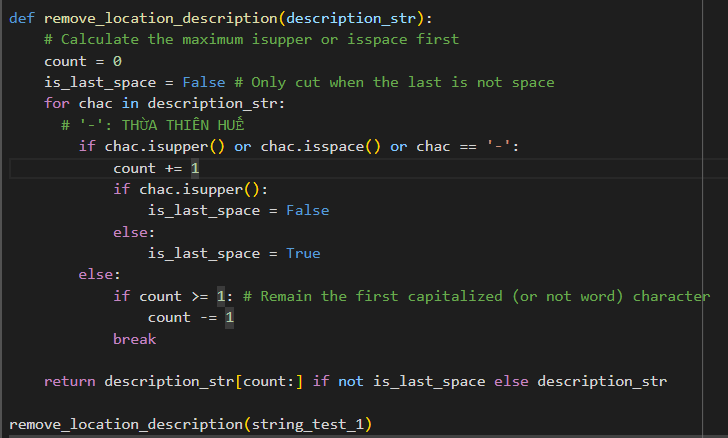 def remove_location_description(description_str):
    # Calculate the maximum isupper or isspace first
    count = 0
    is_last_space = False # Only cut when the last is not space
    for chac in description_str:
      # '-': THỪA THIÊN HUẾ
        if chac.isupper() or chac.isspace() or chac == '-':
            count += 1
            if chac.isupper():
                is_last_space = False
            else:
                is_last_space = True
        else:
            if count >= 1: # Remain the first capitalized (or not word) character
                count -= 1
            break

    return description_str[count:] if not is_last_space else description_str

remove_location_description(string_test_1)